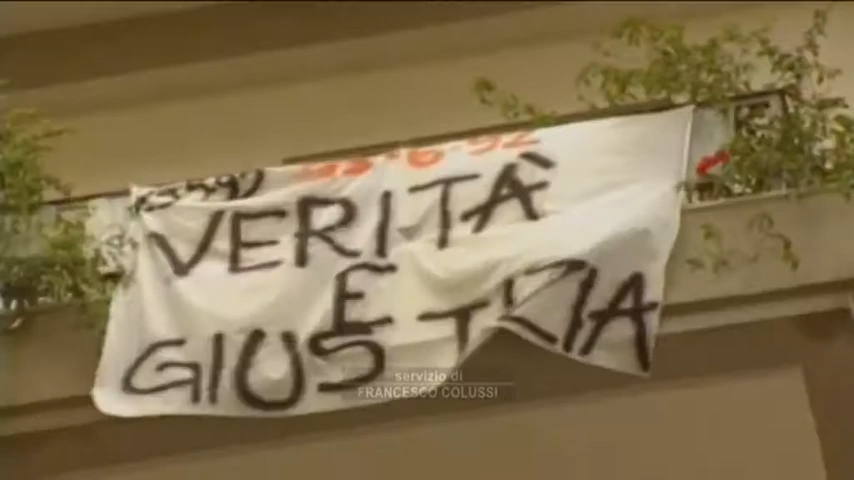 VERITÀ
E
GIUSTIZIA
servizio di
FRANCESCO COLUSSI